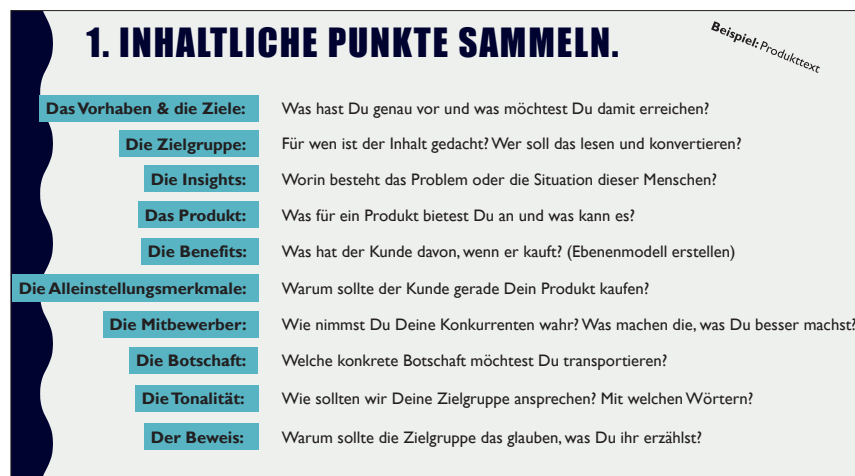 1. INHALTLICHE PUNKTE SAMMELN.
Beispiel: Produkttext
Das Vorhaben & die Ziele: Was hast Du genau vor und was möchtest Du damit erreichen?
Die Zielgruppe: Für wen ist der Inhalt gedacht? Wer soll das lesen und konvertieren?
Die Insights: Worin besteht das Problem oder die Situation dieser Menschen?
Das Produkt: Was für ein Produkt bietest Du an und was kann es?
Die Benefits: Was hat der Kunde davon, wenn er kauft? (Ebenenmodell erstellen)
Die Alleinstellungsmerkmale: Warum sollte der Kunde gerade Dein Produkt kaufen?
Die Mitbewerber: Wie nimmst Du Deine Konkurrenten wahr? Was machen die, was Du besser machst?
Die Botschaft: Welche konkrete Botschaft möchtest Du transportieren?
Die Tonalität: Wie sollten wir Deine Zielgruppe ansprechen? Mit welchen Wörtern?
Der Beweis: Warum sollte die Zielgruppe das glauben, was Du ihr erzählst?